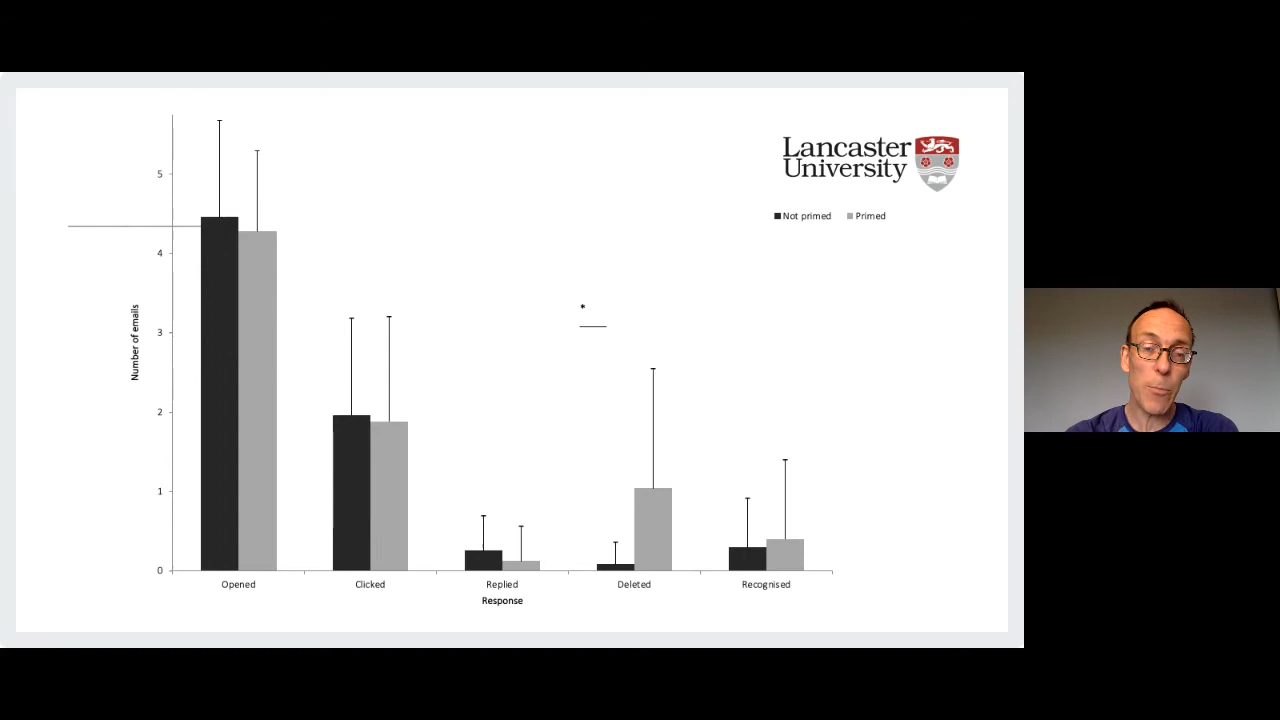 Lancaster
University
Not primed Primed
5
4
3
2
1
0
Number of emails
*
Opened Clicked Replied Deleted Recognised
Response